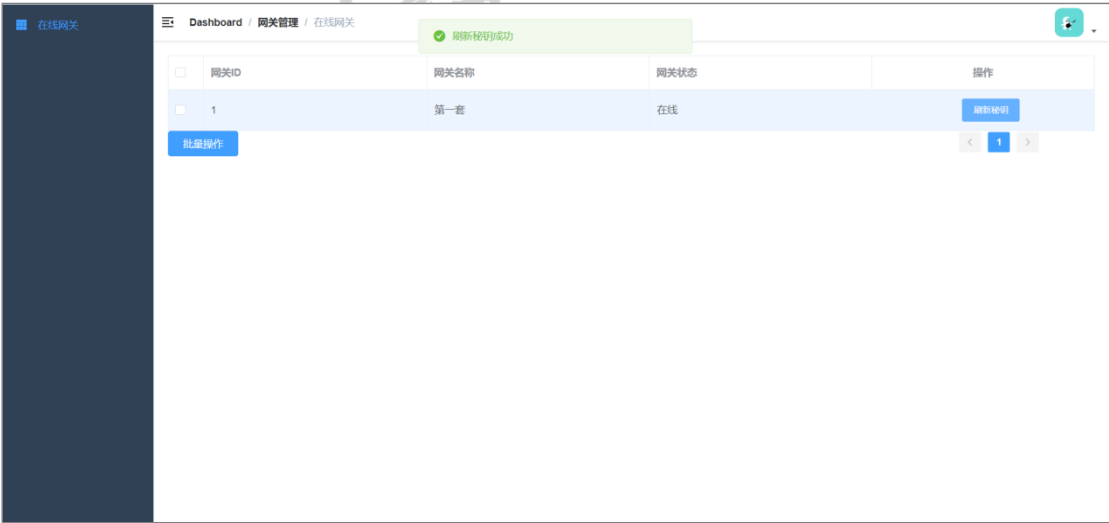 在线网关
Dashboard / 网关管理 / 在线网关
刷新秘钥成功
网关ID 网关名称 网关状态 操作
1 第一套 在线 刷新秘钥
批量操作
< 1 >